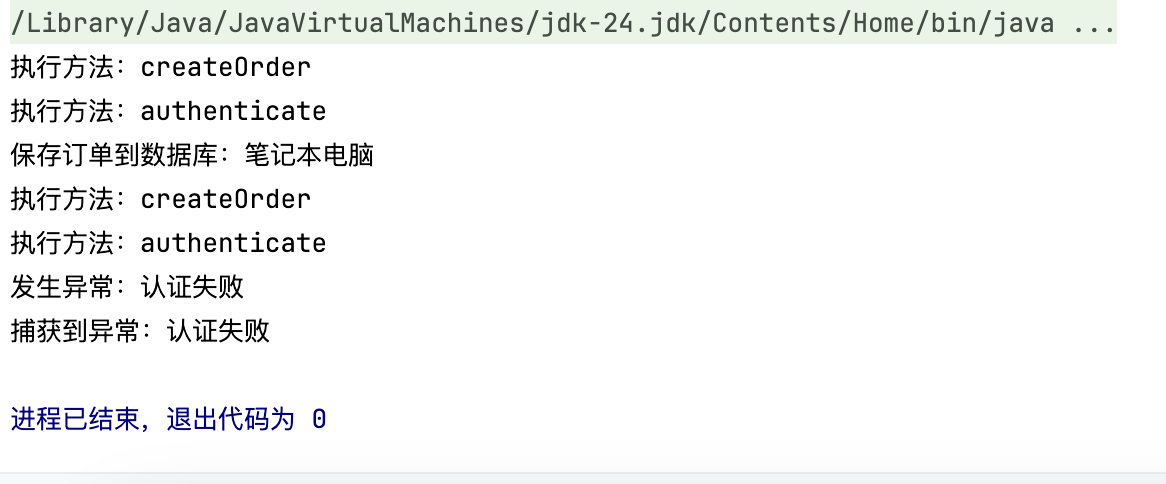 /Library/Java/JavaVirtualMachines/jdk-24.jdk/Contents/Home/bin/java ...
执行方法：createOrder
执行方法：authenticate
保存订单到数据库：笔记本电脑
执行方法：createOrder
执行方法：authenticate
发生异常：认证失败
捕获到异常：认证失败
进程已结束，退出代码为 0